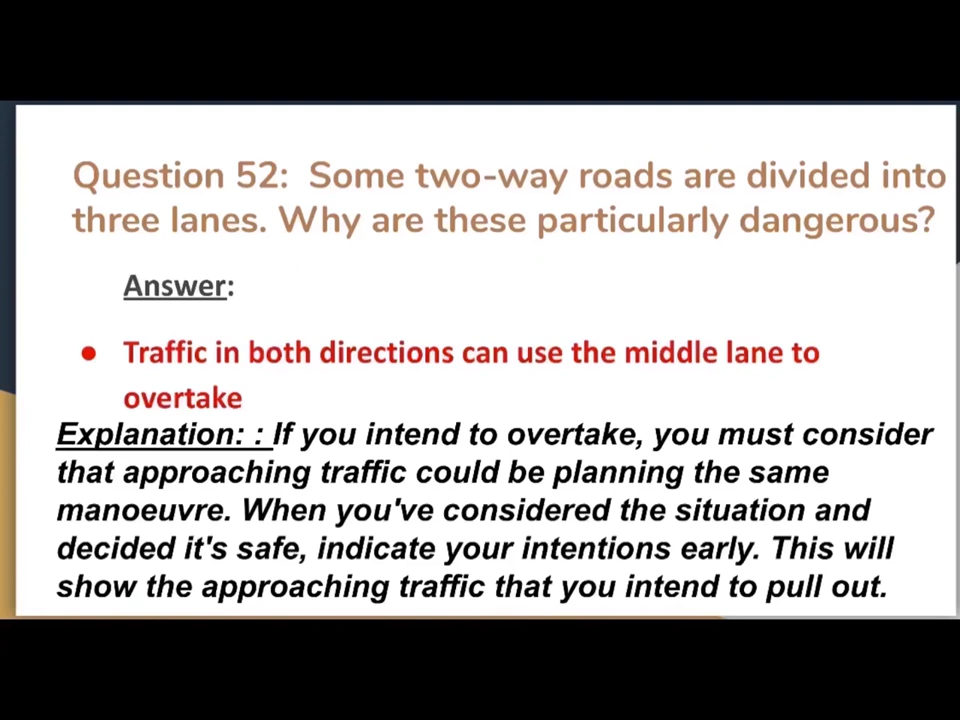 Question 52:  Some two-way roads are divided into
three lanes. Why are these particularly dangerous?
Answer:
● Traffic in both directions can use the middle lane to
overtake
Explanation: : If you intend to overtake, you must consider
that approaching traffic could be planning the same
manoeuvre. When you've considered the situation and
decided it's safe, indicate your intentions early. This will
show the approaching traffic that you intend to pull out.